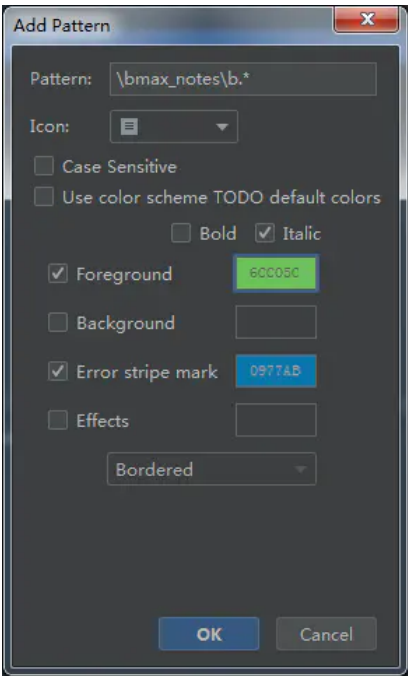 Add Pattern
Pattern: \bmax_notes\b.*
Icon:
Case Sensitive
Use color scheme TODO default colors
Bold Italic
Foreground 6CC05C
Background
Error stripe mark 0977AB
Effects
Bordered
OK Cancel